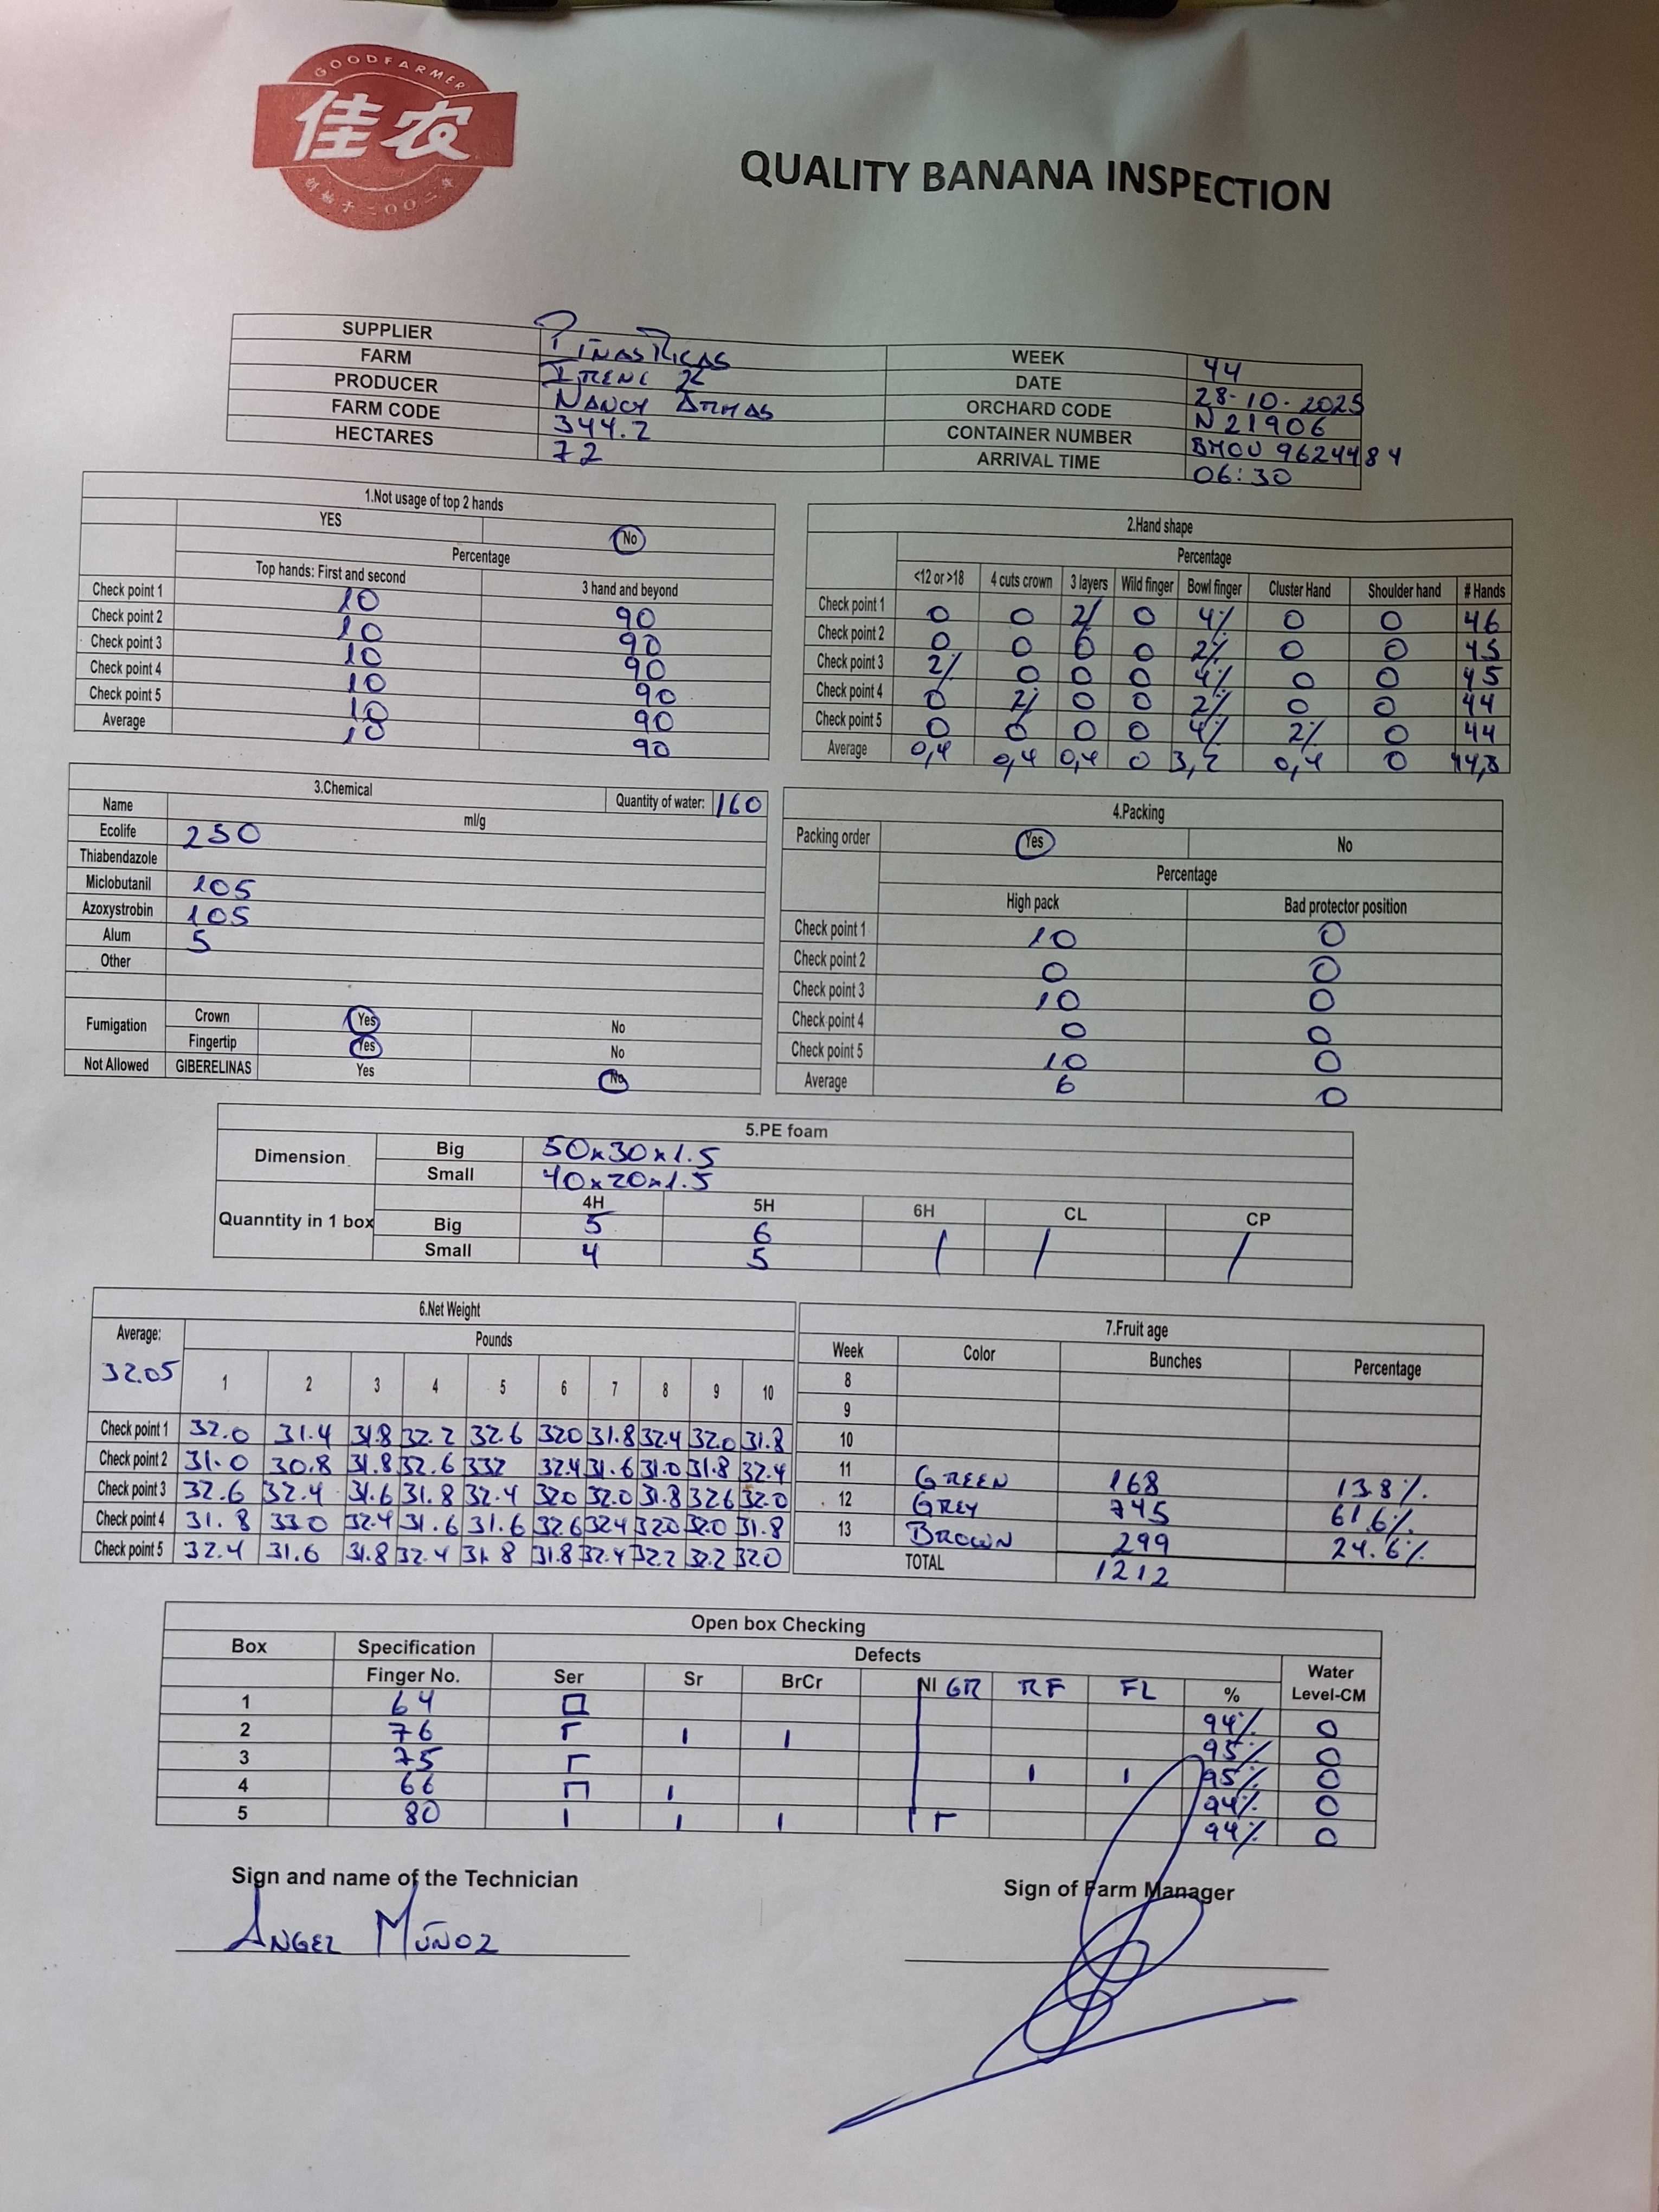 GOODFARMER
佳农
创始于二〇〇二年
QUALITY BANANA INSPECTION
SUPPLIER PIÑAS RICAS WEEK 44
FARM IRENE 2 DATE 28-10-2025
PRODUCER NANCY ARMAS ORCHARD CODE N 21906
FARM CODE 344.2 CONTAINER NUMBER BMOU 9624484
HECTARES 72 ARRIVAL TIME 06:30
1.Not usage of top 2 hands
YES No
Percentage
Top hands: First and second 3 hand and beyond
Check point 1 10 90
Check point 2 10 90
Check point 3 10 90
Check point 4 10 90
Check point 5 10 90
Average 10 90
2.Hand shape
Percentage
<12 or >18 4 cuts crown 3 layers Wild finger Bowl finger Cluster Hand Shoulder hand # Hands
Check point 1 0 0 2/ 0 4% 0 0 46
Check point 2 0 0 0 0 2% 0 0 45
Check point 3 2% 0 0 0 4% 0 0 45
Check point 4 0 2% 0 0 2% 0 0 44
Check point 5 0 0 0 0 4% 2% 0 44
Average 0,4 0,4 0,4 0 3,2 0,4 0 44,8
3.Chemical Quantity of water: 160
Name ml/g
Ecolife 250
Thiabendazole
Miclobutanil 105
Azoxystrobin 105
Alum 5
Other
Fumigation Crown Yes No
Fingertip Yes No
Not Allowed GIBERELINAS Yes No
4.Packing
Packing order Yes No
Percentage
High pack Bad protector position
Check point 1 10 0
Check point 2 0 0
Check point 3 10 0
Check point 4 0 0
Check point 5 10 0
Average 6 0
5.PE foam
Dimension Big 50x30x1.5
Small 40x20x1.5
4H 5H 6H CL CP
Quanntity in 1 box Big 5 6 / / /
Small 4 5
6.Net Weight
Average: Pounds
32.05 1 2 3 4 5 6 7 8 9 10
Check point 1 32.0 31.4 31.8 32.2 32.6 320 31.8 32.4 32.0 31.8
Check point 2 31.0 30.8 31.8 32.6 332 32.4 31.6 31.0 31.8 32.4
Check point 3 32.6 32.4 31.6 31.8 32.4 320 32.0 31.8 326 32.0
Check point 4 31.8 33.0 32.4 31.6 31.6 32.6 324 320 32.0 31.8
Check point 5 32.4 31.6 31.8 32.4 31.8 31.8 32.4 32.2 32.2 32.0
7.Fruit age
Week Color Bunches Percentage
8
9
10
11 GREEN 168 13.8%
12 GREY 745 61.6%
13 BROWN 299 24.6%
TOTAL 1212
Open box Checking
Box Specification Defects Water
Finger No. Ser Sr BrCr NI GR RF FL % Level-CM
1 64 94% 0
2 76 95% 0
3 75 95% 0
4 66 94% 0
5 80 94% 0
Sign and name of the Technician Sign of Farm Manager
ANGEL MUÑOZ